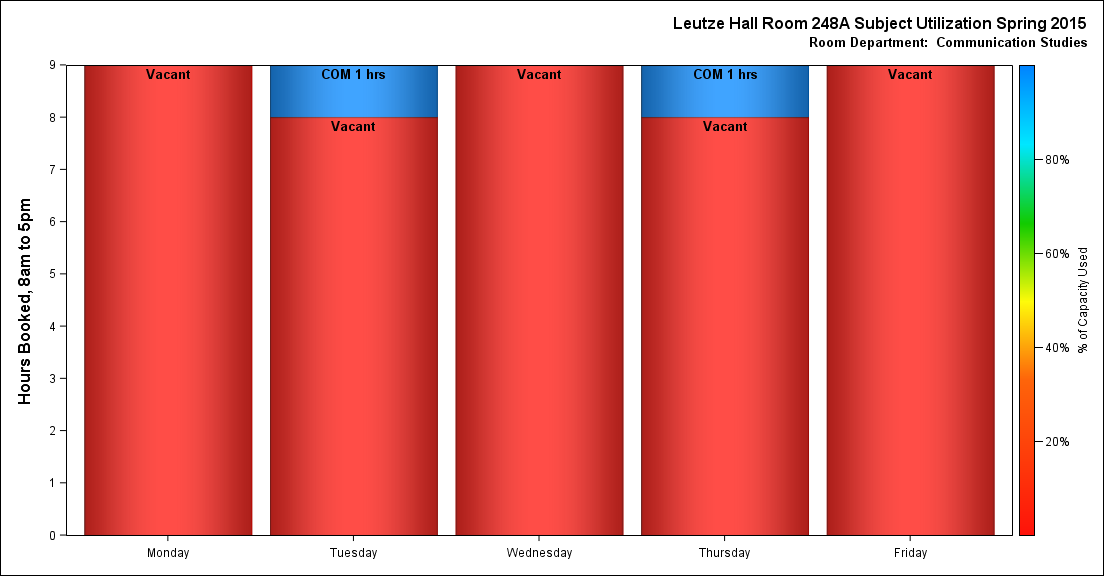 Leutze Hall Room 248A Subject Utilization Spring 2015
Room Department:  Communication Studies
Hours Booked, 8am to 5pm
9
8
7
6
5
4
3
2
1
0
Vacant
COM 1 hrs
Vacant
Vacant
COM 1 hrs
Vacant
Vacant
Monday
Tuesday
Wednesday
Thursday
Friday
80%
60%
40%
20%
% of Capacity Used